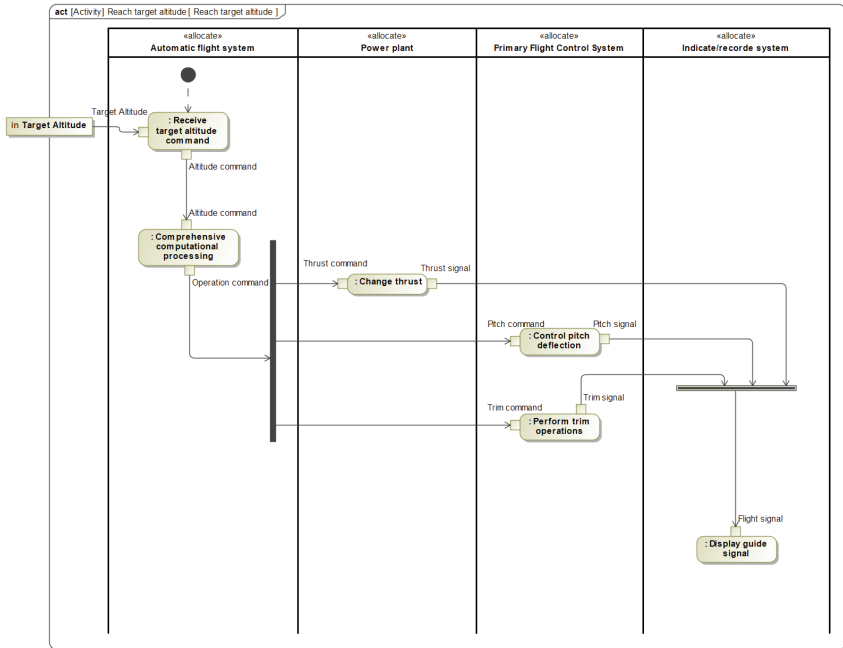 act [Activity] Reach target altitude [ Reach target altitude ]
«allocate»
Automatic flight system
«allocate»
Power plant
«allocate»
Primary Flight Control System
«allocate»
Indicate/recorde system
in Target Altitude
Target Altitude
: Receive
target altitude
command
Altitude command
Altitude command
: Comprehensive
computational
processing
Operation command
Thrust command
: Change thrust
Thrust signal
Pitch command
: Control pitch
deflection
Pitch signal
Trim command
: Perform trim
operations
Trim signal
Flight signal
: Display guide
signal